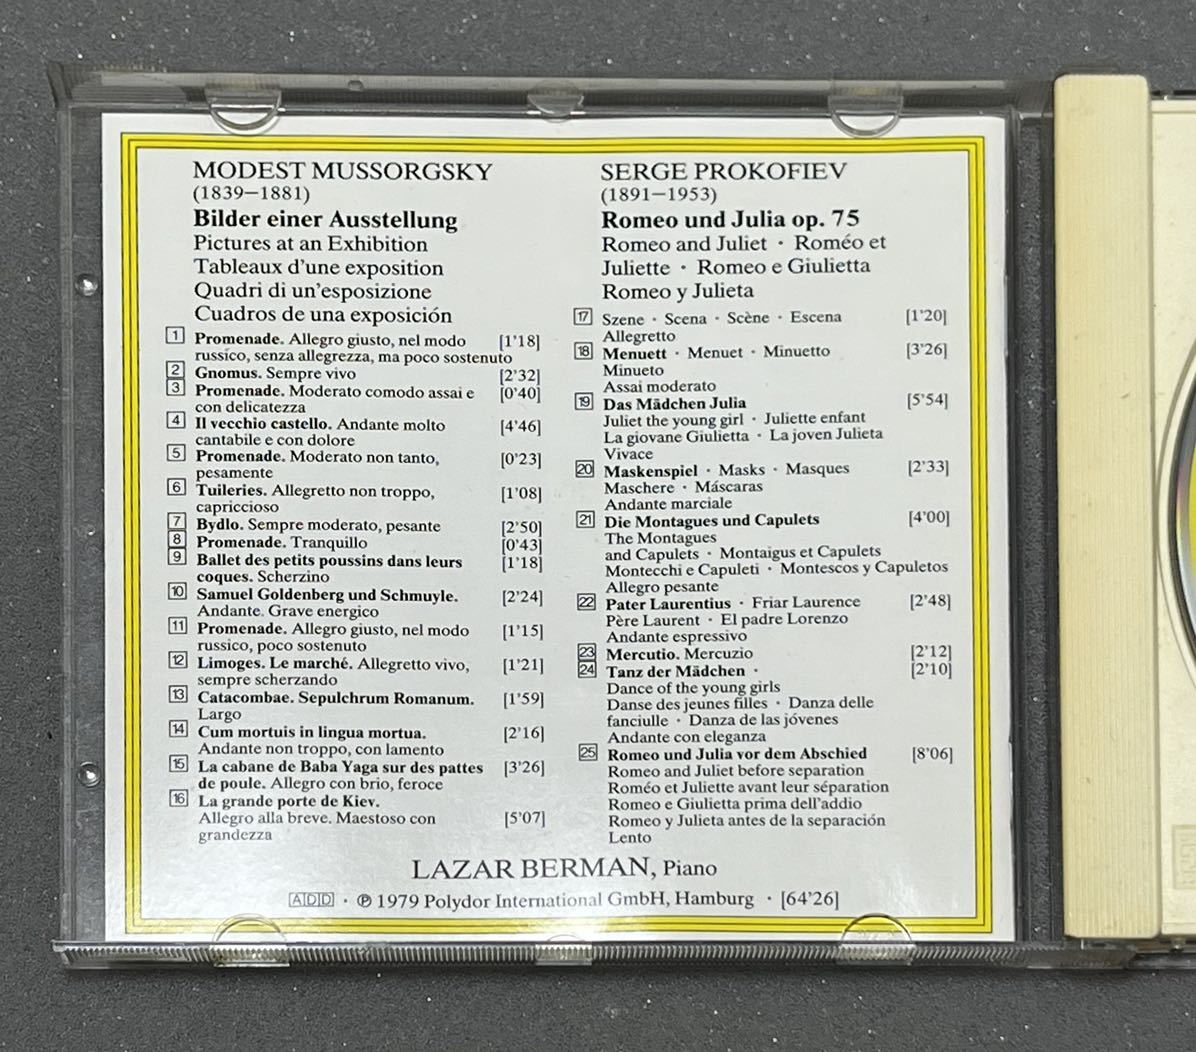 MODEST MUSSORGSKY
(1839–1881)
Bilder einer Ausstellung
Pictures at an Exhibition
Tableaux d'une exposition
Quadri di un'esposizione
Cuadros de una exposición
1 Promenade. Allegro giusto, nel modo [1'18]
russico, senza allegrezza, ma poco sostenuto
2 Gnomus. Sempre vivo [2'32]
3 Promenade. Moderato comodo assai e [0'40]
con delicatezza
4 Il vecchio castello. Andante molto [4'46]
cantabile e con dolore
5 Promenade. Moderato non tanto, [0'23]
pesamente
6 Tuileries. Allegretto non troppo, [1'08]
capriccioso
7 Bydlo. Sempre moderato, pesante [2'50]
8 Promenade. Tranquillo [0'43]
9 Ballet des petits poussins dans leurs [1'18]
coques. Scherzino
10 Samuel Goldenberg und Schmuyle. [2'24]
Andante. Grave energico
11 Promenade. Allegro giusto, nel modo [1'15]
russico, poco sostenuto
12 Limoges. Le marché. Allegretto vivo, [1'21]
sempre scherzando
13 Catacombae. Sepulchrum Romanum. [1'59]
Largo
14 Cum mortuis in lingua mortua. [2'16]
Andante non troppo, con lamento
15 La cabane de Baba Yaga sur des pattes [3'26]
de poule. Allegro con brio, feroce
16 La grande porte de Kiev.
Allegro alla breve. Maestoso con [5'07]
grandezza
SERGE PROKOFIEV
(1891–1953)
Romeo und Julia op. 75
Romeo and Juliet · Roméo et
Juliette · Romeo e Giulietta
Romeo y Julieta
17 Szene · Scena · Scène · Escena [1'20]
Allegretto
18 Menuett · Menuet · Minuetto [3'26]
Minueto
Assai moderato
19 Das Mädchen Julia [5'54]
Juliet the young girl · Juliette enfant
La giovane Giulietta · La joven Julieta
Vivace
20 Maskenspiel · Masks · Masques [2'33]
Maschere · Máscaras
Andante marciale
21 Die Montagues und Capulets [4'00]
The Montagues
and Capulets · Montaigus et Capulets
Montecchi e Capuleti · Montescos y Capuletos
Allegro pesante
22 Pater Laurentius · Friar Laurence [2'48]
Père Laurent · El padre Lorenzo
Andante espressivo
23 Mercutio. Mercuzio [2'12]
24 Tanz der Mädchen · [2'10]
Dance of the young girls
Danse des jeunes filles · Danza delle
fanciulle · Danza de las jóvenes
Andante con eleganza
25 Romeo und Julia vor dem Abschied [8'06]
Romeo and Juliet before separation
Roméo et Juliette avant leur séparation
Romeo e Giulietta prima dell'addio
Romeo y Julieta antes de la separación
Lento
LAZAR BERMAN, Piano
ADD · ℗ 1979 Polydor International GmbH, Hamburg · [64'26]